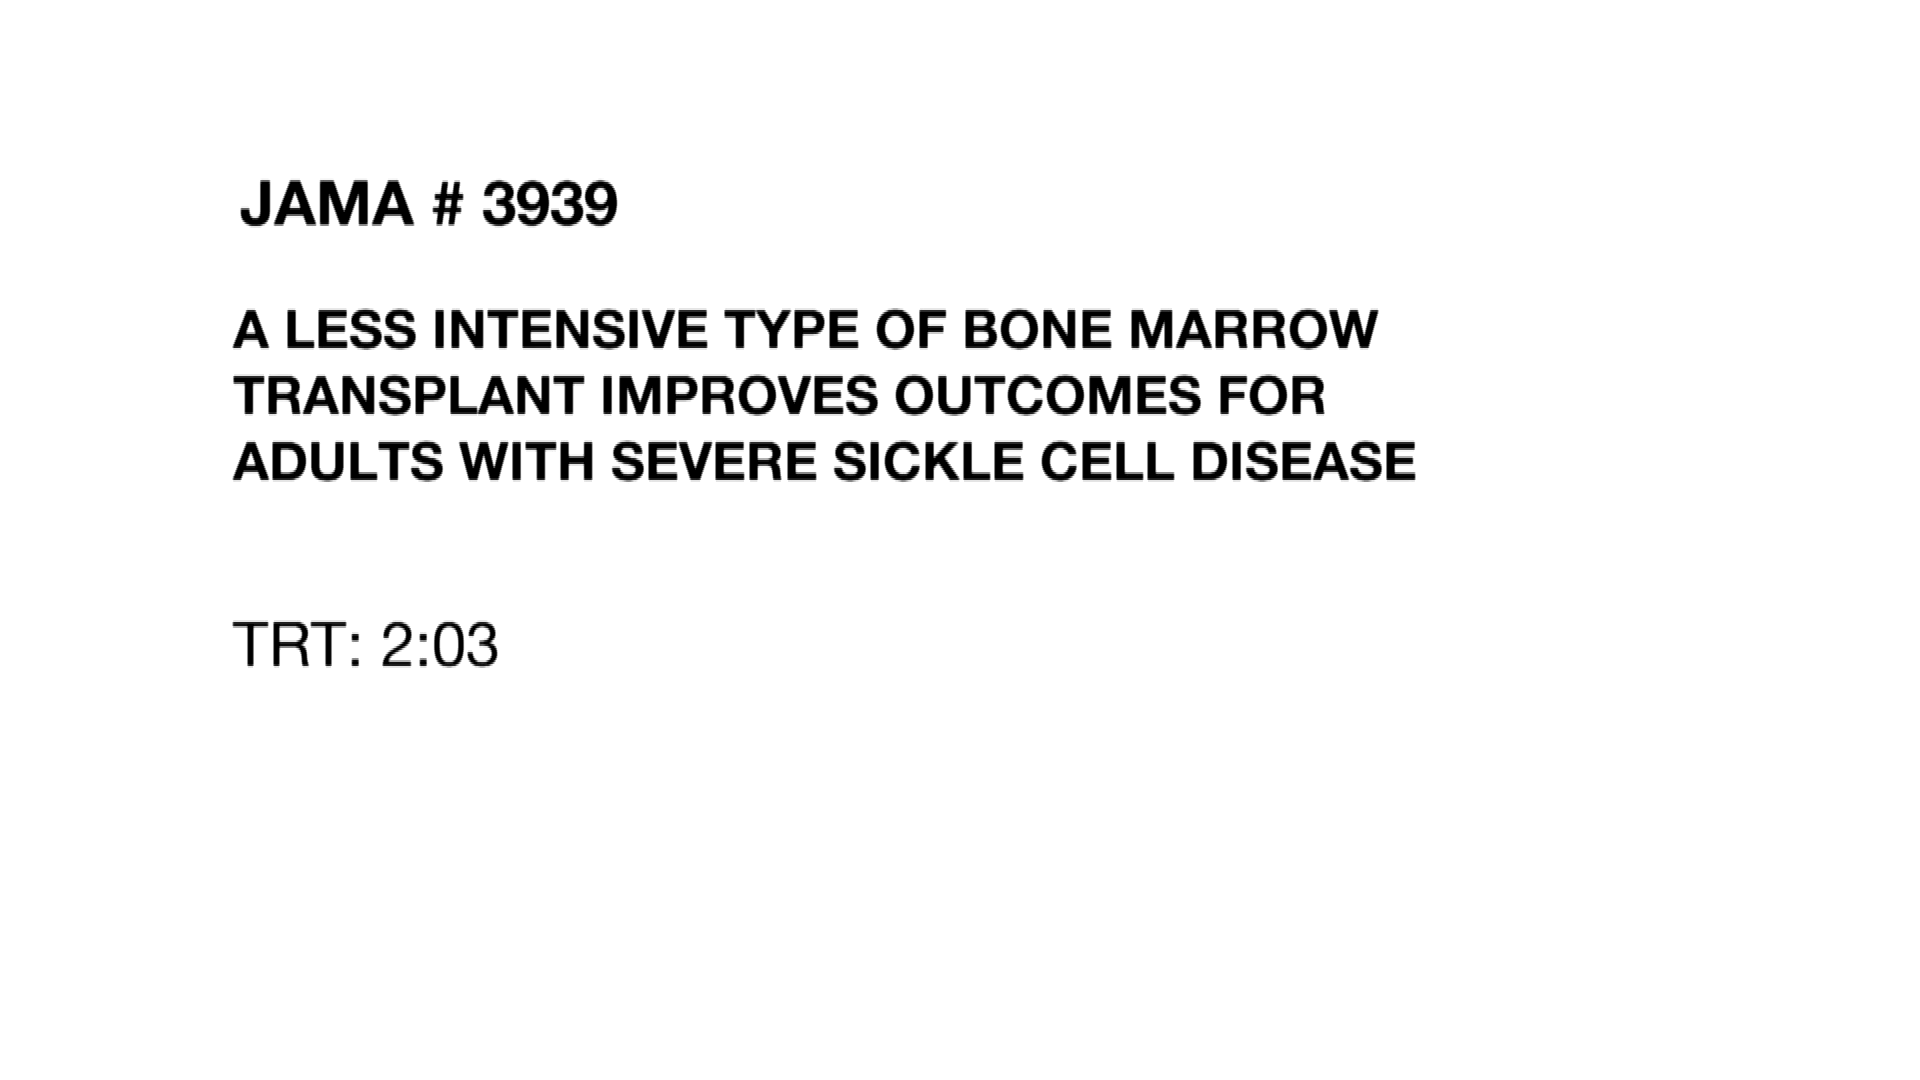 JAMA # 3939
A LESS INTENSIVE TYPE OF BONE MARROW
TRANSPLANT IMPROVES OUTCOMES FOR
ADULTS WITH SEVERE SICKLE CELL DISEASE
TRT: 2:03